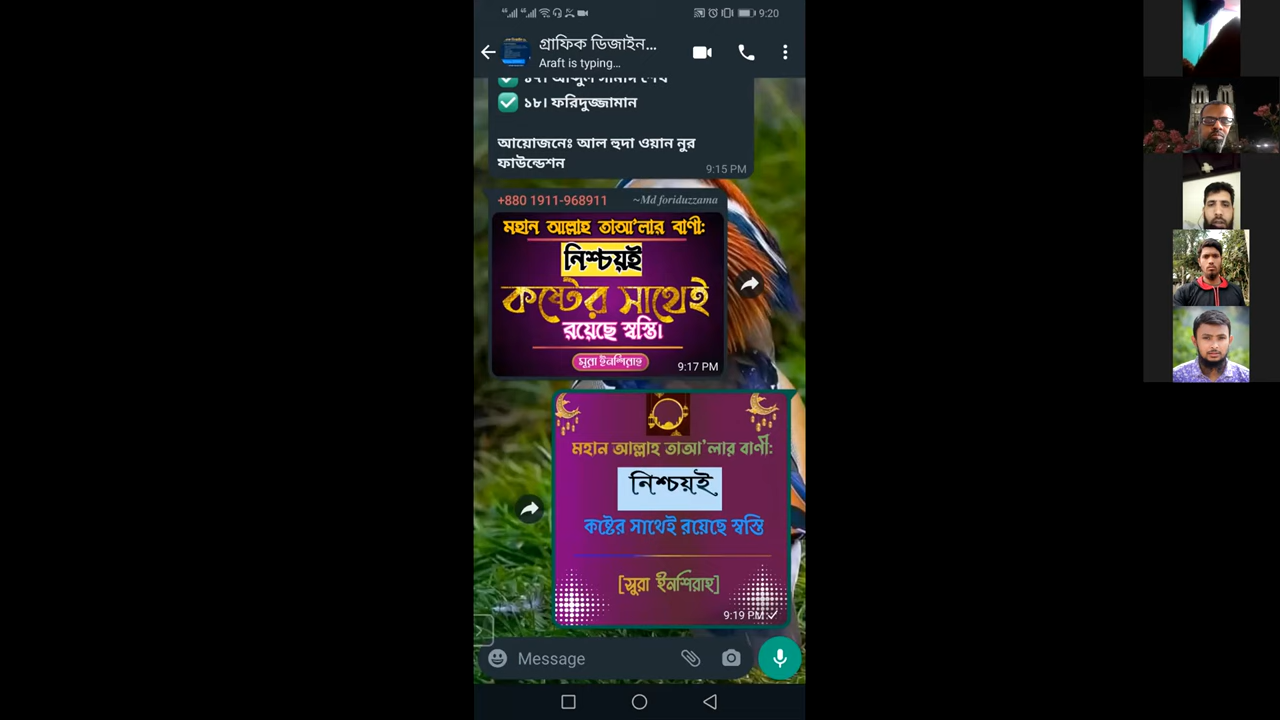 9:20
গ্রাফিক ডিজাইন...
Araft is typing...
১৮। ফরিদুজ্জামান
আয়োজনেঃ আল হুদা ওয়ান নুর
ফাউন্ডেশন
9:15 PM
+880 1911-968911 ~Md foriduzzama
মহান আল্লাহ তাআ'লার বাণী:
নিশ্চয়ই
কষ্টের সাথেই
রয়েছে স্বস্তি।
সুরা ইনশিরাহ
9:17 PM
মহান আল্লাহ তাআ'লার বাণী:
নিশ্চয়ই
কষ্টের সাথেই রয়েছে স্বস্তি
[সুরা ইনশিরাহ]
9:19 PM
Message